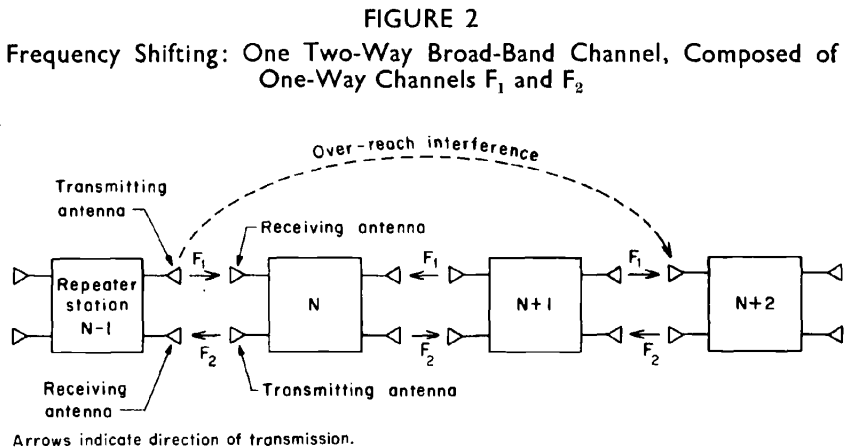 FIGURE 2
Frequency Shifting: One Two-Way Broad-Band Channel, Composed of
One-Way Channels F₁ and F₂
Over-reach interference
Transmitting
antenna
Receiving antenna
F₁
F₁
F₁
Repeater
station
N-1
N
N+1
N+2
F₂
F₂
F₂
Receiving
antenna
Transmitting antenna
Arrows indicate direction of transmission.